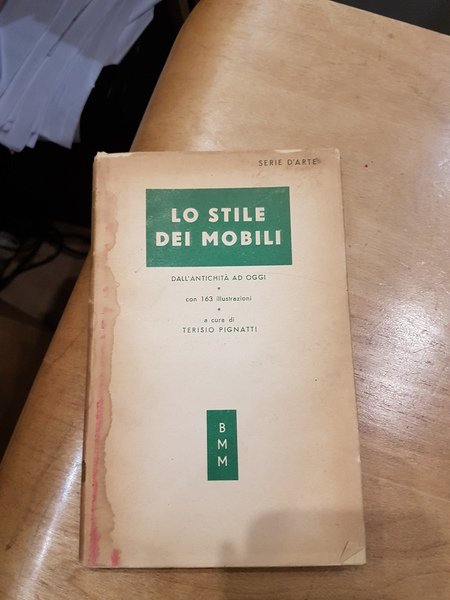 SERIE D'ARTE
LO STILE
DEI MOBILI
DALL'ANTICHITÀ AD OGGI
con 163 illustrazioni
a cura di
TERISIO PIGNATTI
B
M
M